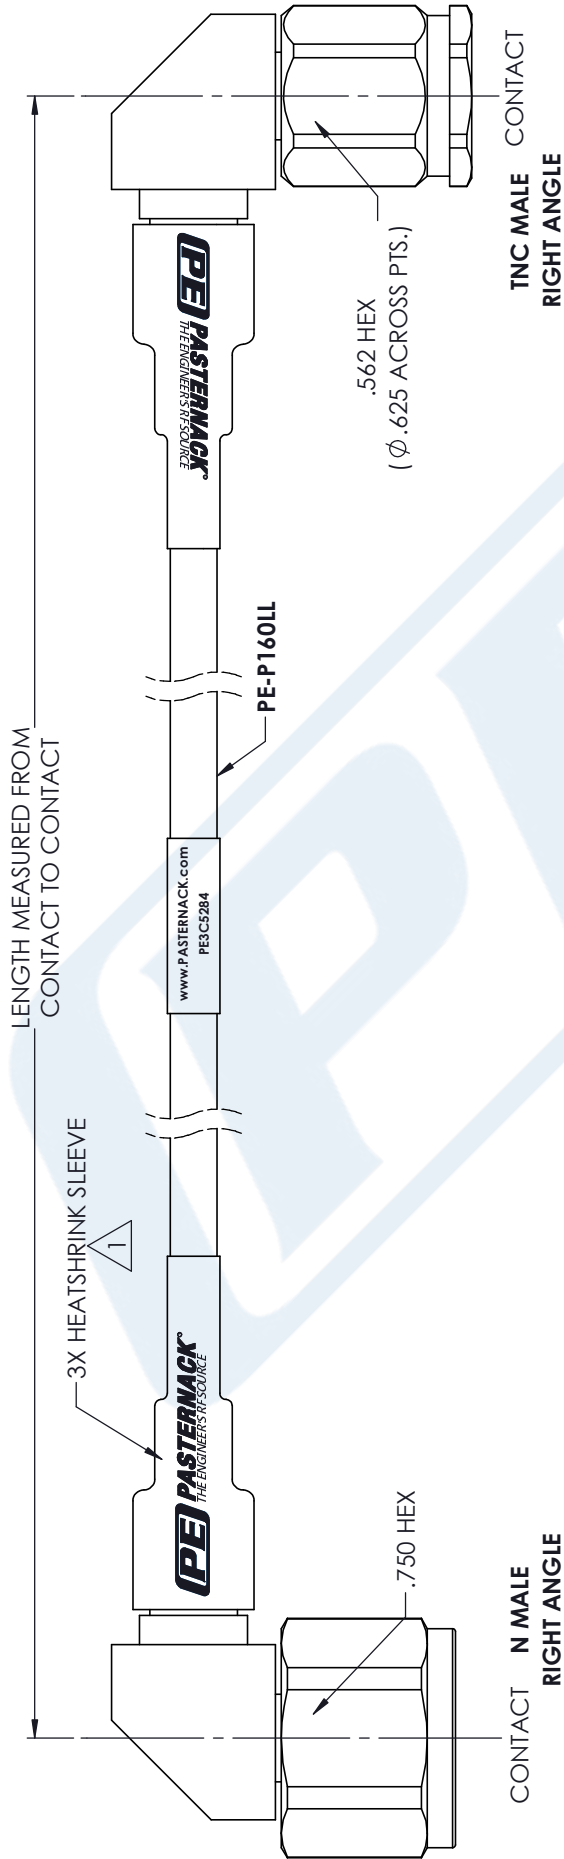 LENGTH MEASURED FROM
CONTACT TO CONTACT
3X HEATSHRINK SLEEVE
1
PE PASTERNACK®
THE ENGINEER'S RF SOURCE
www.PASTERNACK.com
PE3C5284
PE-P160LL
PE PASTERNACK®
THE ENGINEER'S RF SOURCE
.750 HEX
.562 HEX
(⌀.625 ACROSS PTS.)
CONTACT
N MALE
RIGHT ANGLE
TNC MALE
RIGHT ANGLE
CONTACT